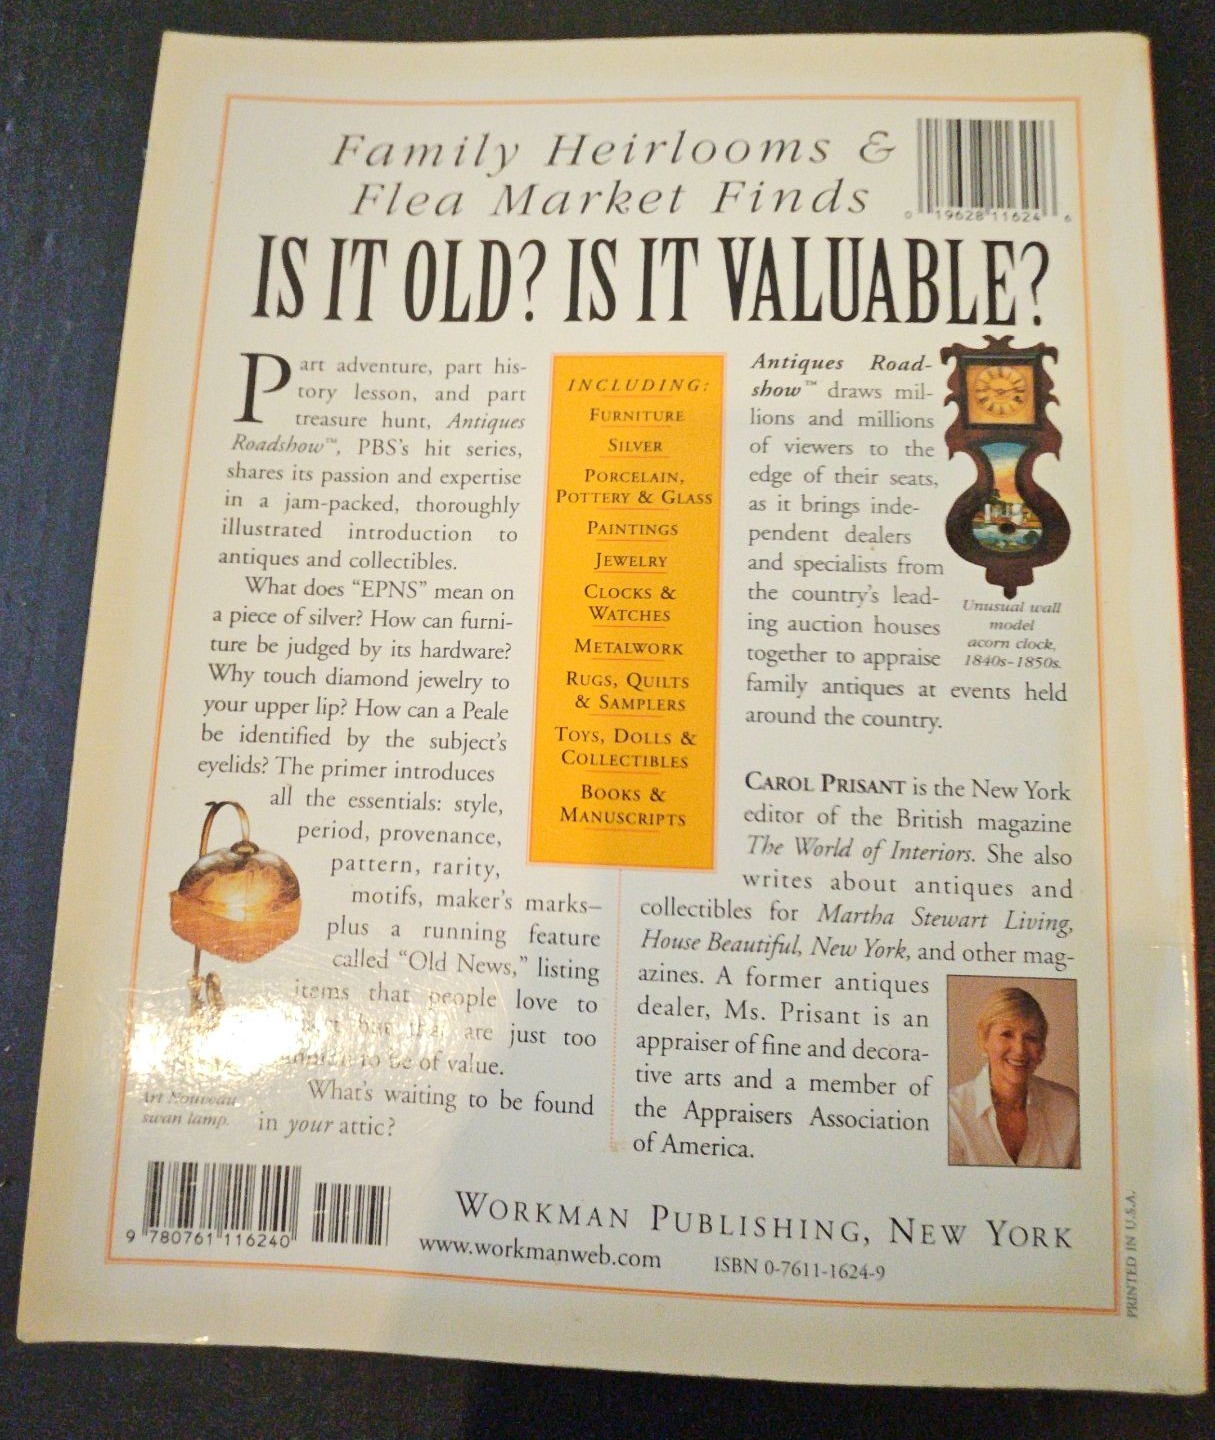 Family Heirlooms &
Flea Market Finds
0 19628 11624 6
IS IT OLD? IS IT VALUABLE?
Part adventure, part his-
tory lesson, and part
treasure hunt, Antiques
Roadshow™, PBS's hit series,
shares its passion and expertise
in a jam-packed, thoroughly
illustrated introduction to
antiques and collectibles.
What does "EPNS" mean on
a piece of silver? How can furni-
ture be judged by its hardware?
Why touch diamond jewelry to
your upper lip? How can a Peale
be identified by the subject's
eyelids? The primer introduces
all the essentials: style,
period, provenance,
pattern, rarity,
motifs, maker's marks–
plus a running feature
called "Old News," listing
items that people love to
but are just too
to be of value.
What's waiting to be found
in your attic?
Art Nouveau
swan lamp.
INCLUDING:
FURNITURE
SILVER
PORCELAIN,
POTTERY & GLASS
PAINTINGS
JEWELRY
CLOCKS &
WATCHES
METALWORK
RUGS, QUILTS
& SAMPLERS
TOYS, DOLLS &
COLLECTIBLES
BOOKS &
MANUSCRIPTS
Antiques Road-
show™ draws mil-
lions and millions
of viewers to the
edge of their seats,
as it brings inde-
pendent dealers
and specialists from
the country's lead-
ing auction houses
together to appraise
family antiques at events held
around the country.
Unusual wall
model
acorn clock,
1840s-1850s.
CAROL PRISANT is the New York
editor of the British magazine
The World of Interiors. She also
writes about antiques and
collectibles for Martha Stewart Living,
House Beautiful, New York, and other mag-
azines. A former antiques
dealer, Ms. Prisant is an
appraiser of fine and decora-
tive arts and a member of
the Appraisers Association
of America.
9 780761 116240
WORKMAN PUBLISHING, NEW YORK
www.workmanweb.com ISBN 0-7611-1624-9
PRINTED IN U.S.A.